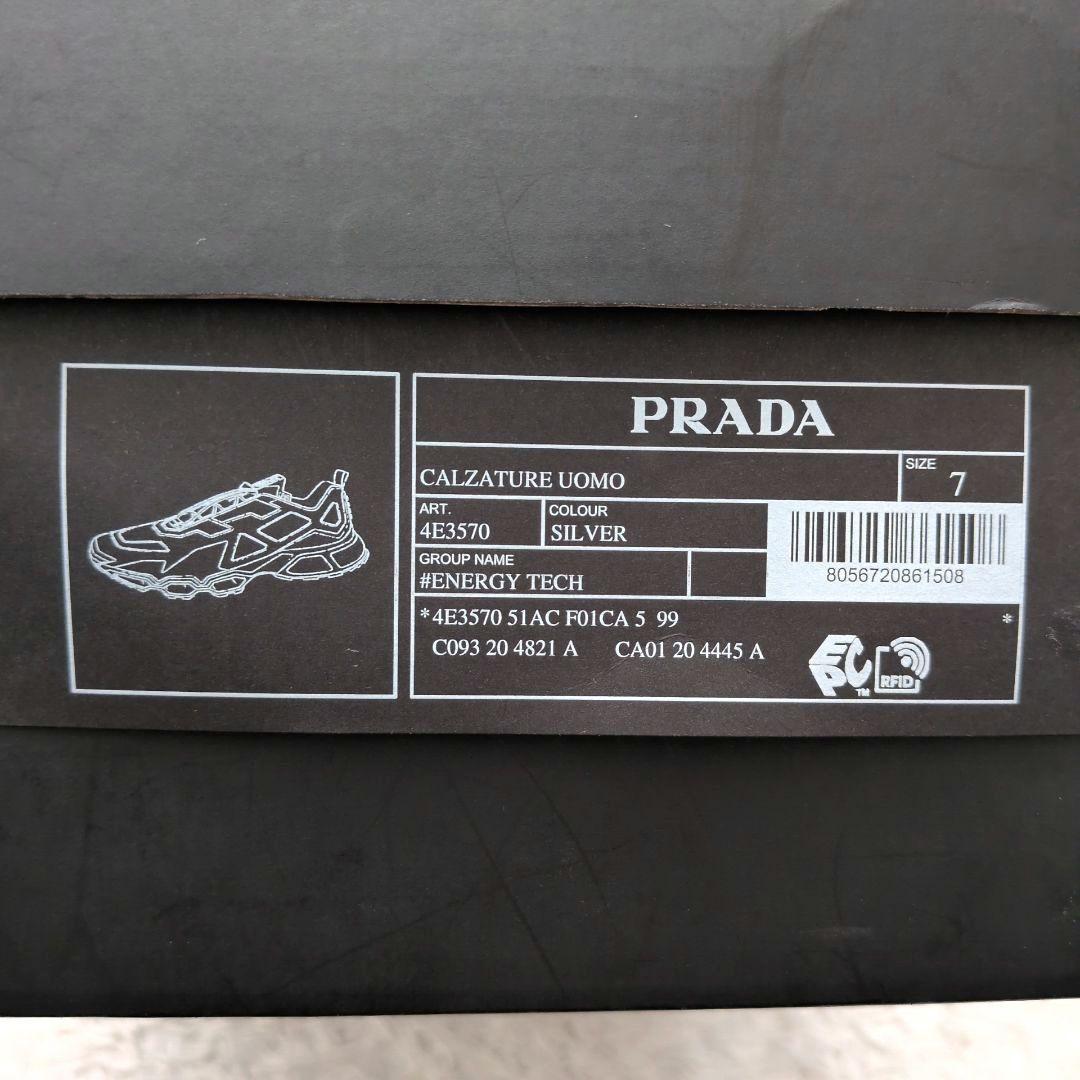 PRADA
CALZATURE UOMO
SIZE
7
ART.
4E3570
COLOUR
SILVER
8056720861508
GROUP NAME
#ENERGY TECH
*4E3570 51AC F01CA 5 99 *
C093 20 4821 A CA01 20 4445 A
EPC™
RFID